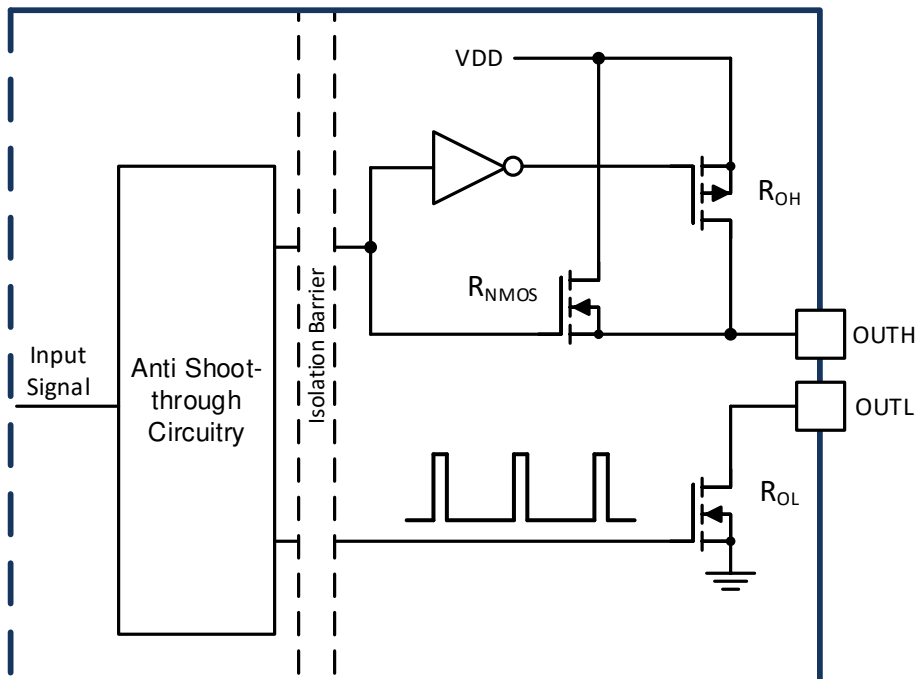 VDD
R_OH
R_NMOS
Isolation Barrier
OUTH
Input
Signal
Anti Shoot-
through
Circuitry
OUTL
R_OL